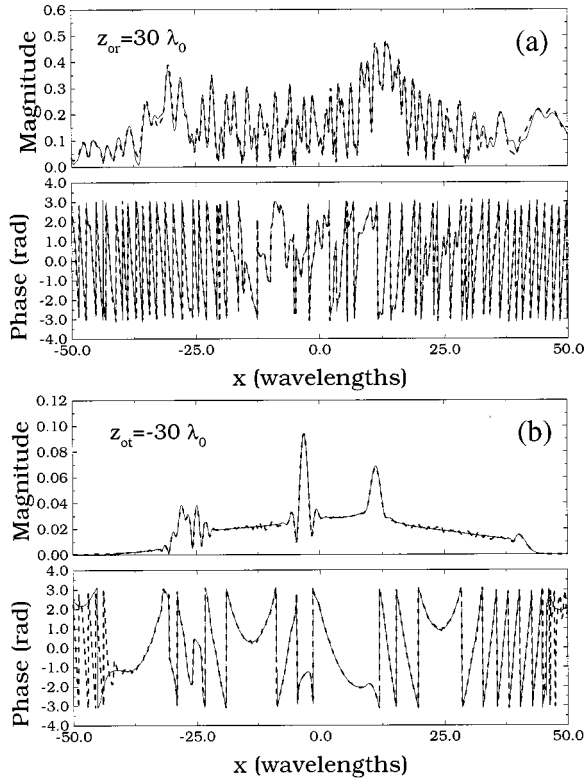 0.6
0.5
0.4
0.3
0.2
0.1
0.0
Magnitude
z_or=30 λ_0
(a)
4.0
3.0
2.0
1.0
0.0
-1.0
-2.0
-3.0
-4.0
Phase (rad)
-50.0 -25.0 0.0 25.0 50.0
x (wavelengths)
0.12
0.10
0.08
0.06
0.04
0.02
0.00
Magnitude
z_ot=-30 λ_0
(b)
4.0
3.0
2.0
1.0
0.0
-1.0
-2.0
-3.0
-4.0
Phase (rad)
-50.0 -25.0 0.0 25.0 50.0
x (wavelengths)